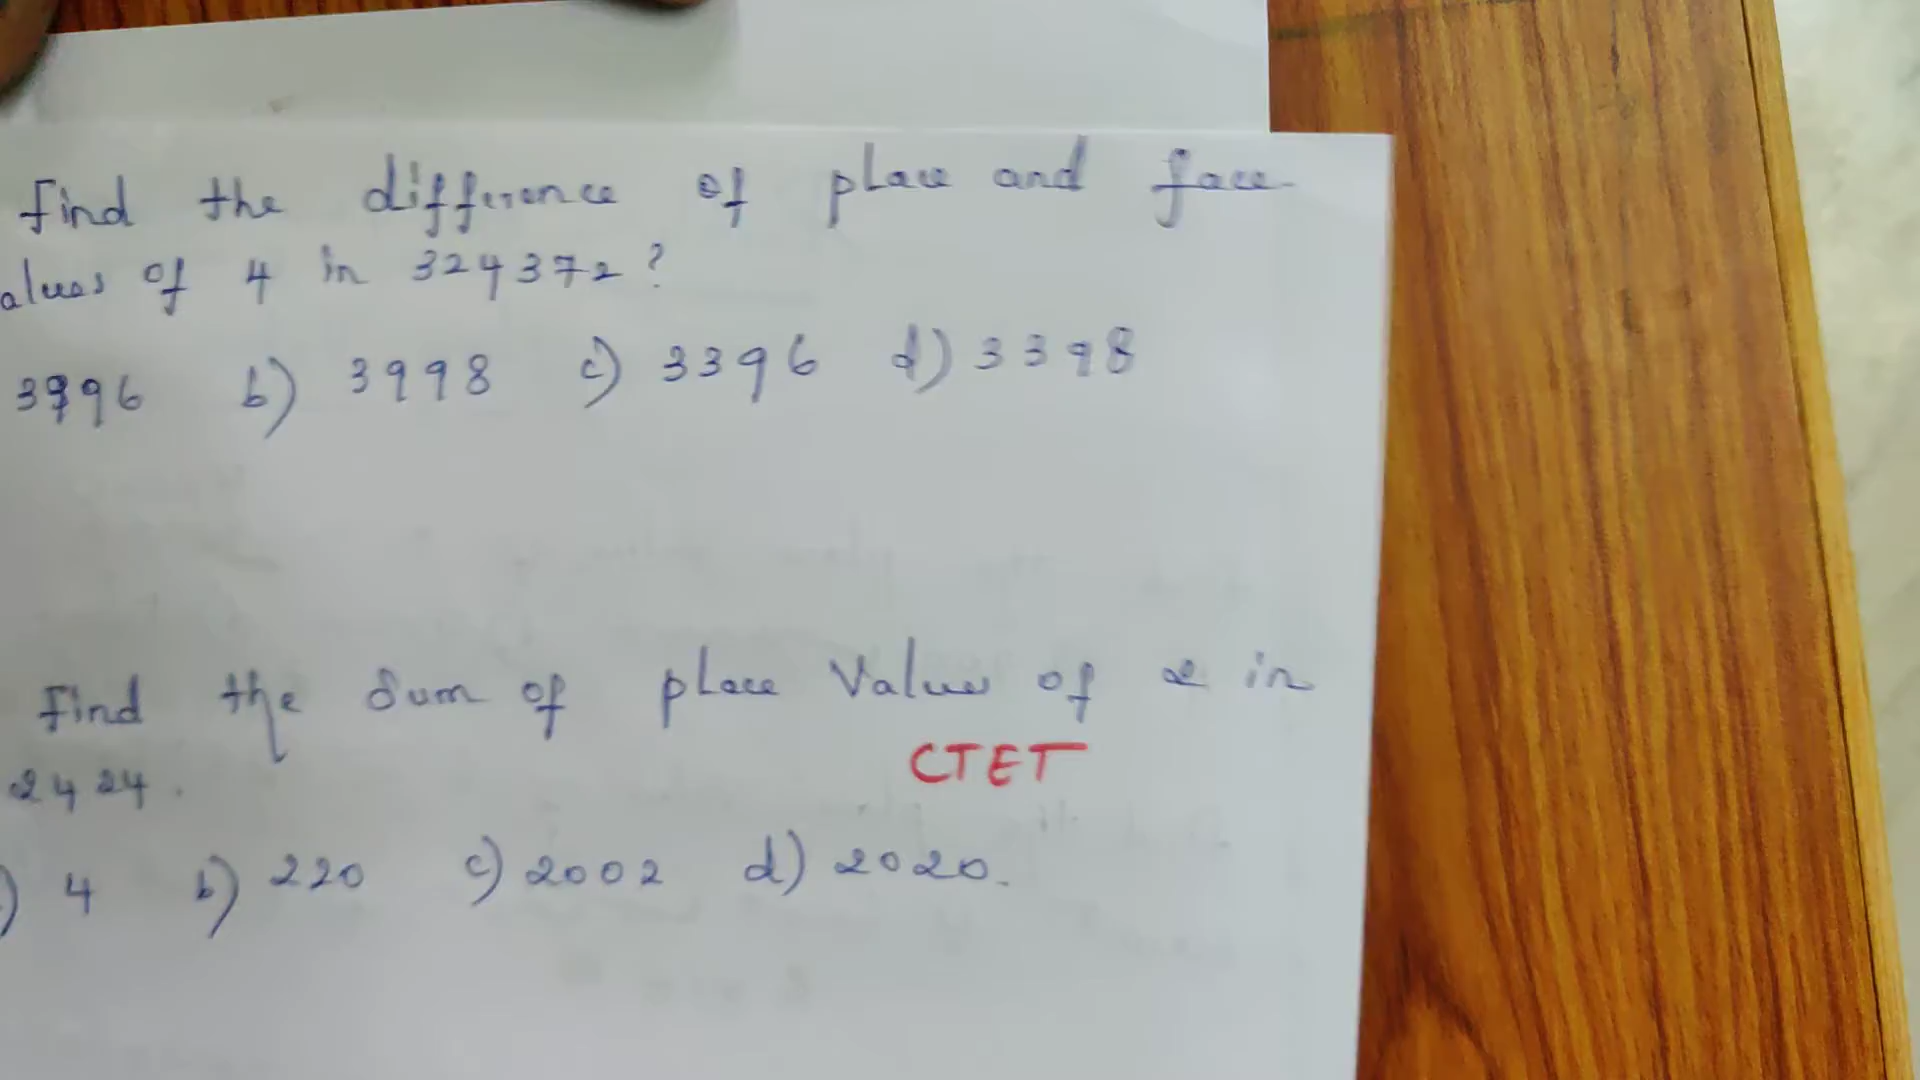 find the difference of place and face
alues of 4 in 324372?
3996 b) 3998 c) 3396 d) 3398
Find the Sum of place Values of 2 in
CTET
2424.
) 4 b) 220 c) 2002 d) 2020.